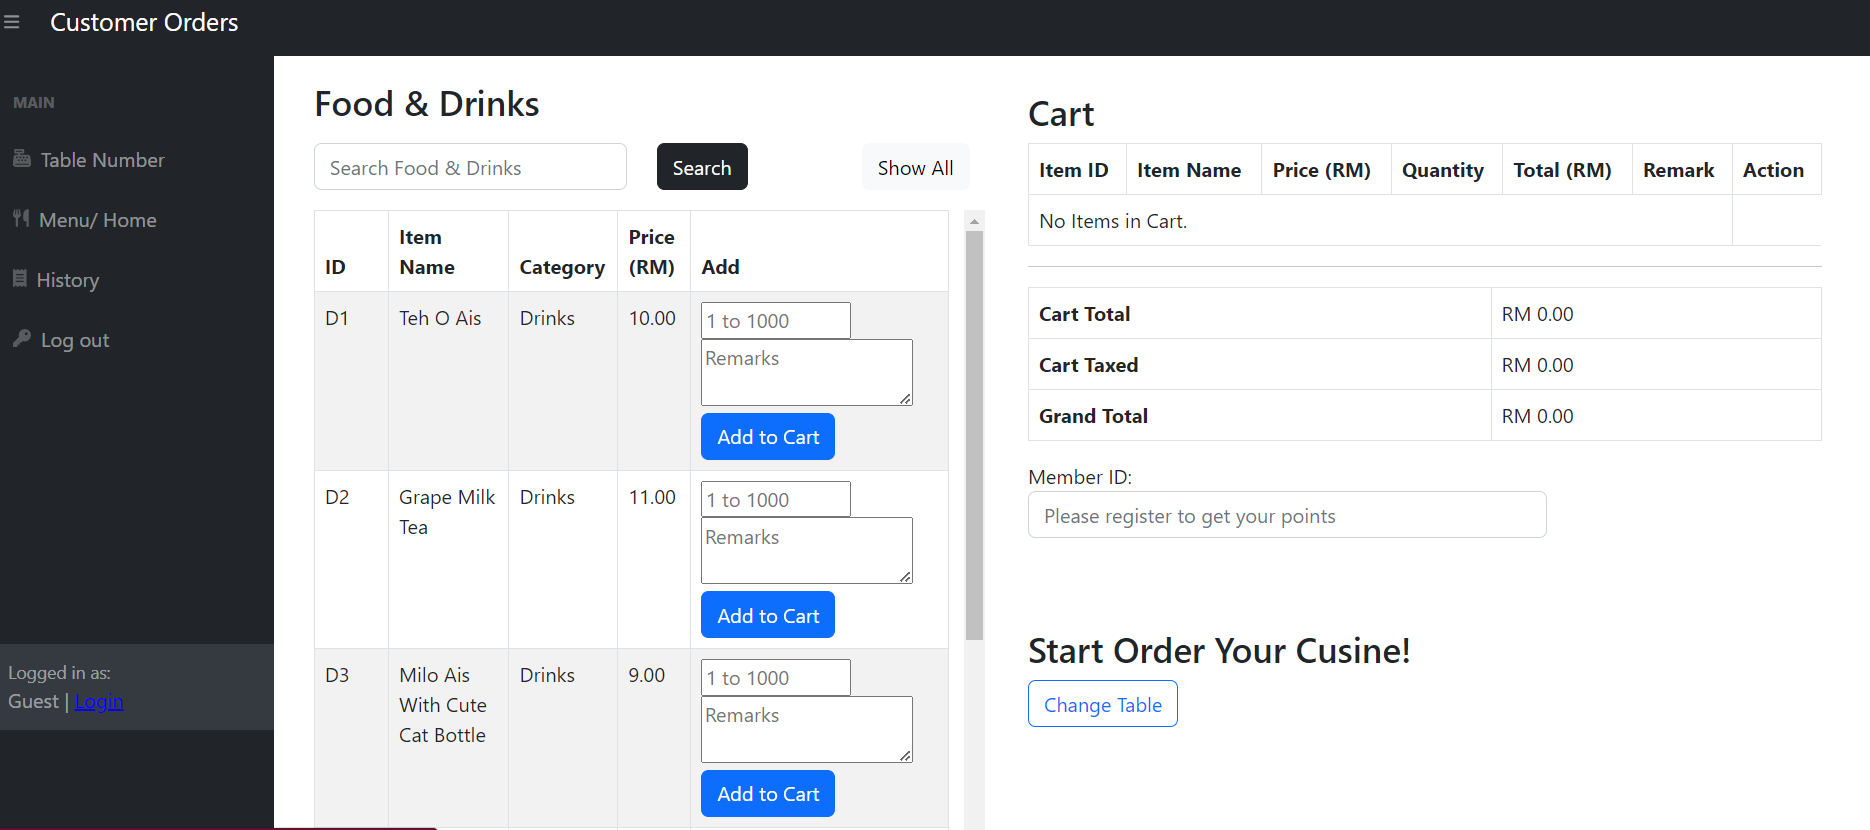 Customer Orders
MAIN
Table Number
Menu/ Home
History
Log out
Logged in as:
Guest | Login
Food & Drinks
Search Food & Drinks
Search
Show All
ID
Item Name
Category
Price (RM)
Add
D1
Teh O Ais
Drinks
10.00
1 to 1000
Remarks
Add to Cart
D2
Grape Milk
Tea
Drinks
11.00
1 to 1000
Remarks
Add to Cart
D3
Milo Ais
With Cute
Cat Bottle
Drinks
9.00
1 to 1000
Remarks
Add to Cart
Cart
Item ID
Item Name
Price (RM)
Quantity
Total (RM)
Remark
Action
No Items in Cart.
Cart Total
RM 0.00
Cart Taxed
RM 0.00
Grand Total
RM 0.00
Member ID:
Please register to get your points
Start Order Your Cusine!
Change Table